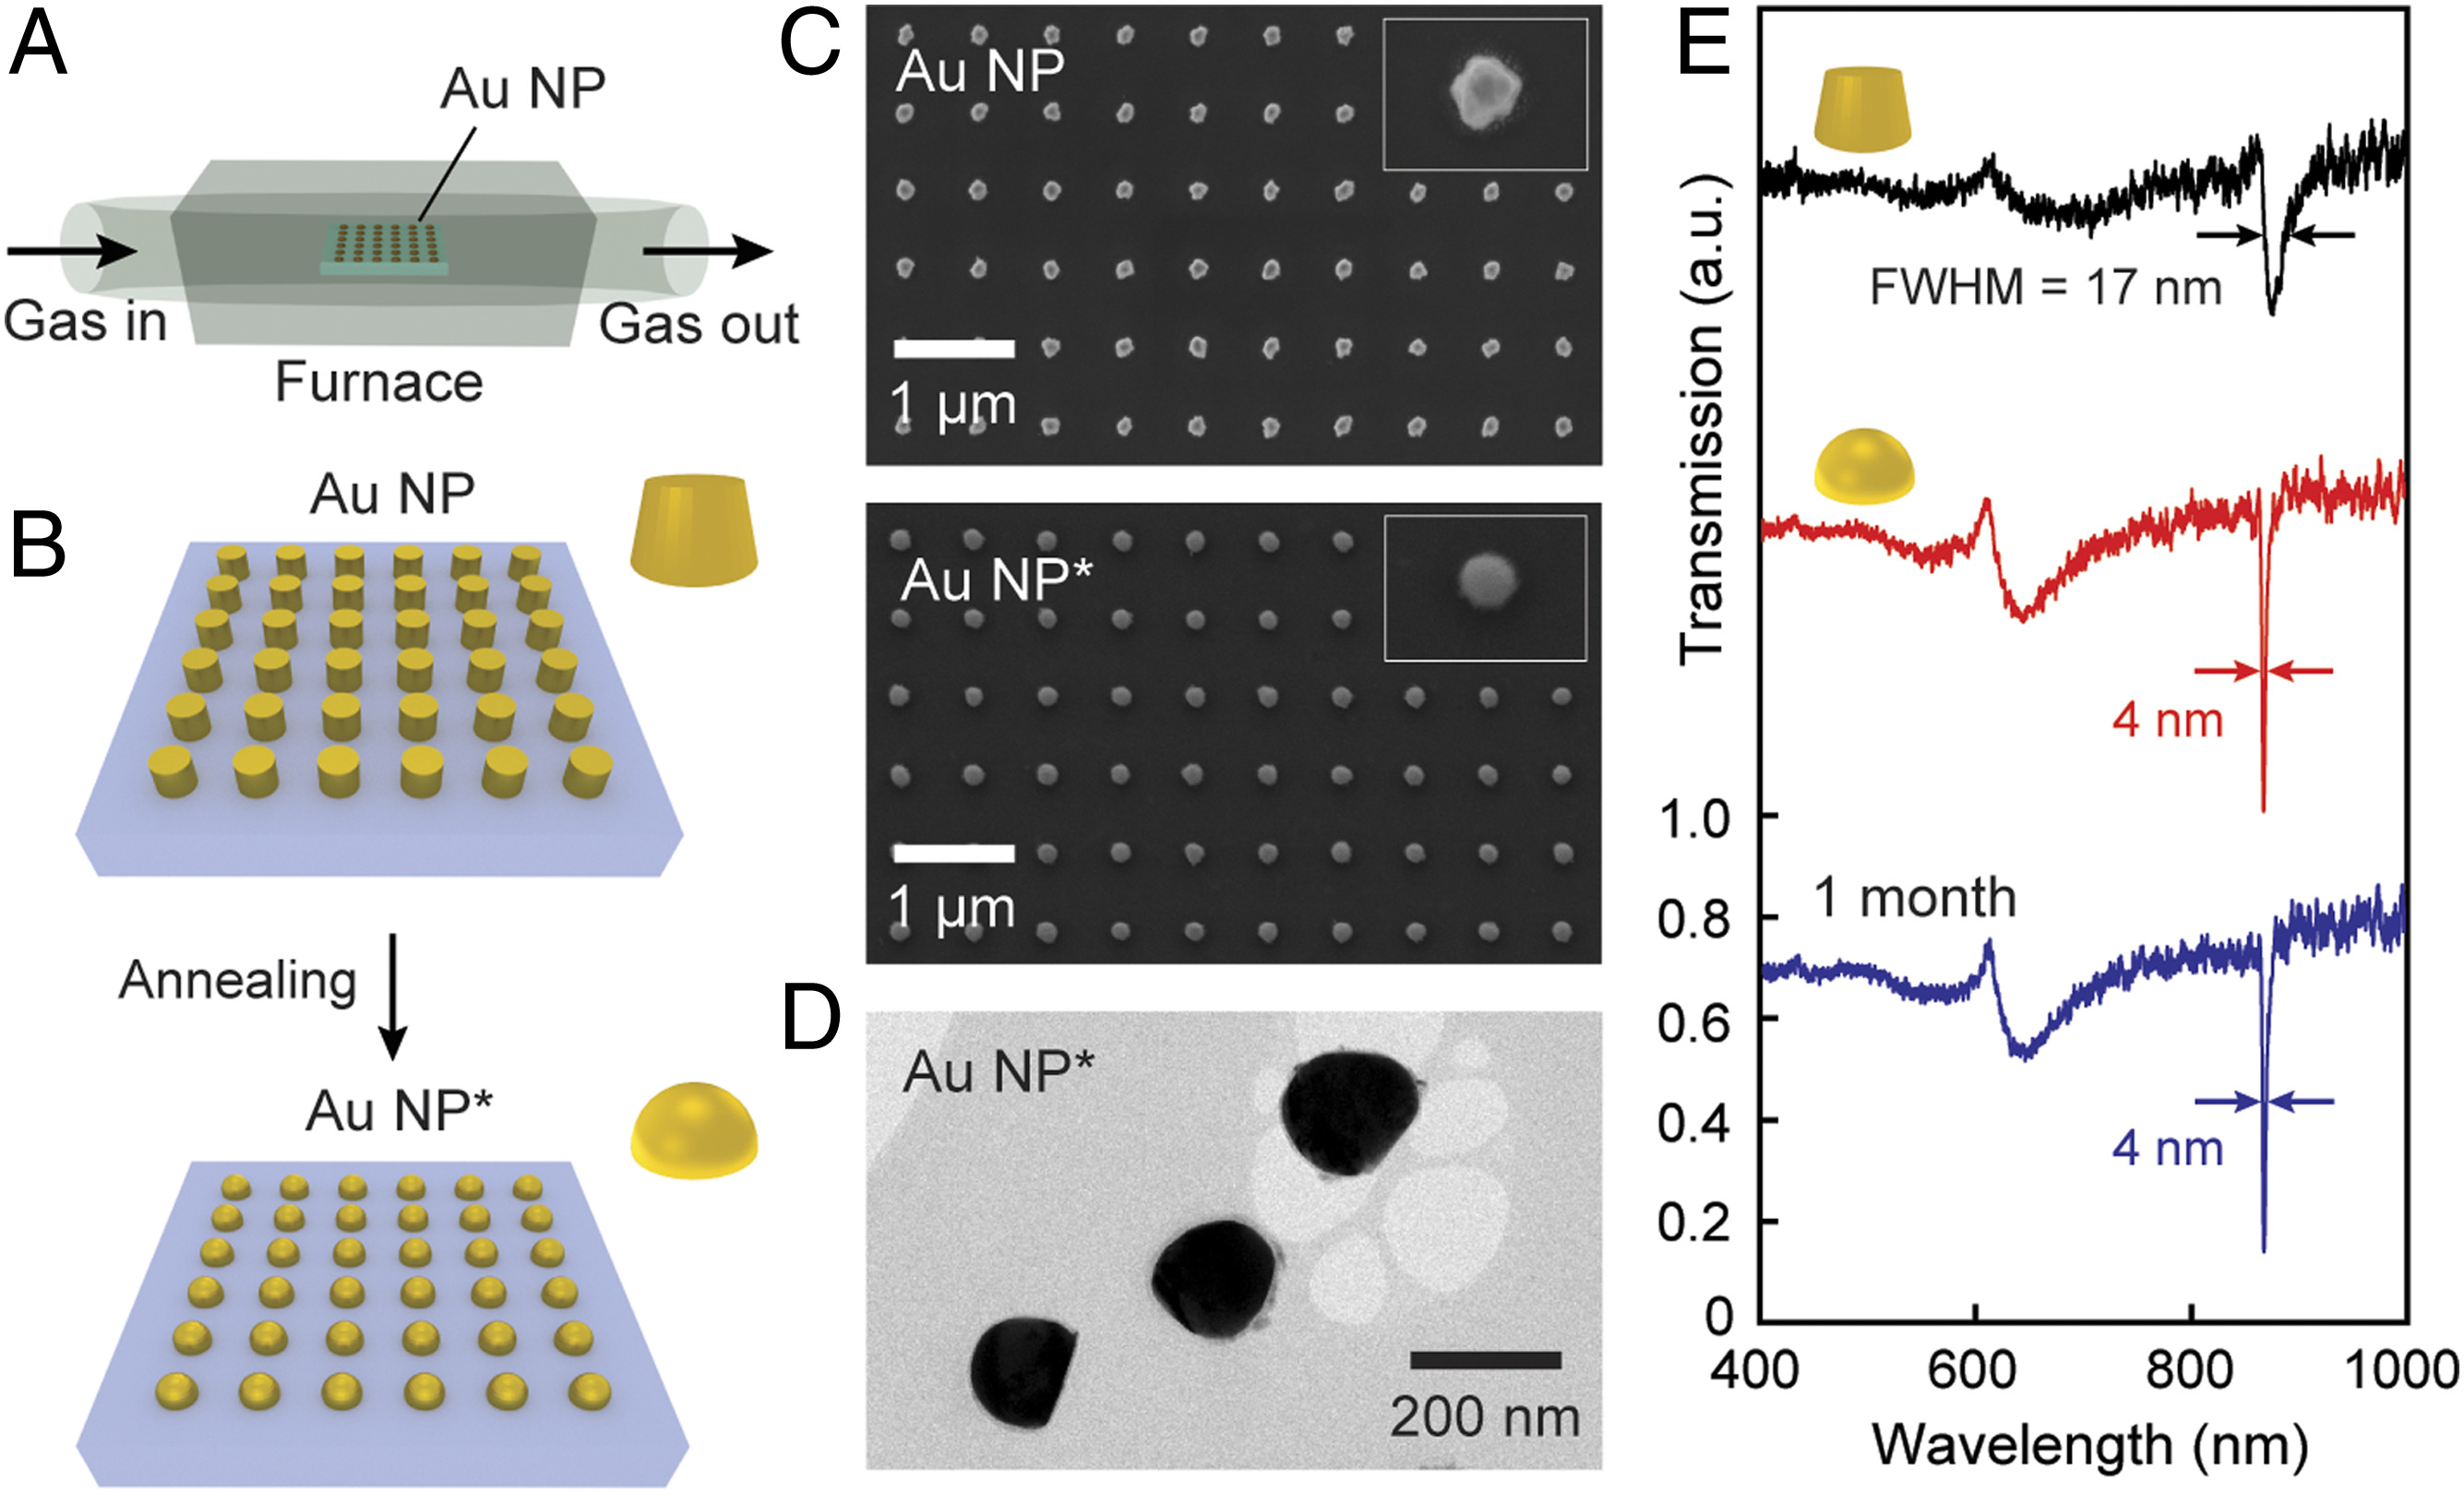 A
Au NP
Gas in
Gas out
Furnace
B
Au NP
Annealing
Au NP*
C
Au NP
1 µm
Au NP*
1 µm
D
Au NP*
200 nm
E
Transmission (a.u.)
FWHM = 17 nm
4 nm
1 month
4 nm
1.0
0.8
0.6
0.4
0.2
0
400 600 800 1000
Wavelength (nm)